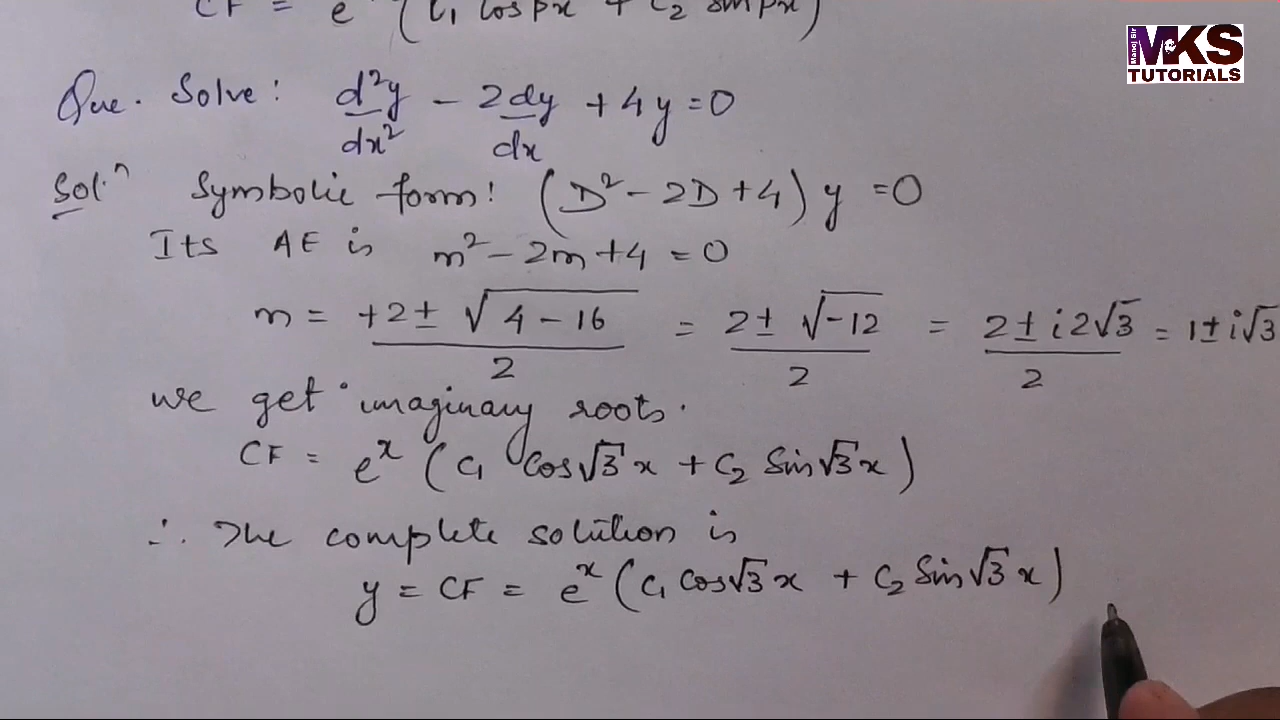 CF = e (C₁ cos βx + C₂ sin βx)
Manoj Sir
MKS
TUTORIALS
Que. Solve: d²y/dx² - 2dy/dx + 4y=0
Solⁿ. Symbolic form: (D² - 2D + 4) y = 0
Its AE is m² - 2m + 4 = 0
m = +2 ± √4 - 16 / 2 = 2 ± √-12 / 2 = 2 ± i2√3 / 2 = 1 ± i√3
we get imaginary roots.
CF = eˣ (C₁ Cos√3 x + C₂ Sin√3 x)
∴ The complete solution is
y = CF = eˣ (C₁ Cos√3 x + C₂ Sin√3 x)